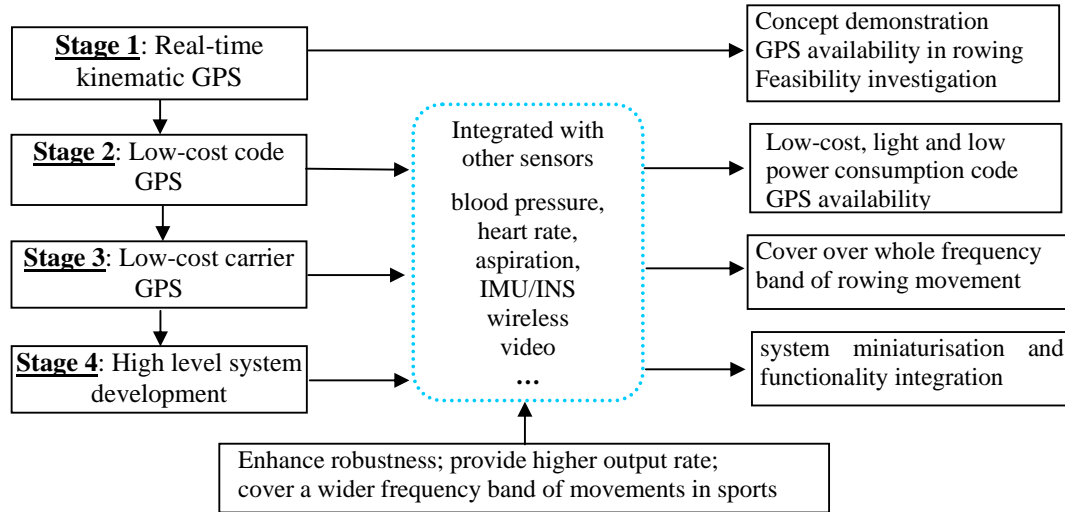 Stage 1: Real-time
kinematic GPS
Concept demonstration
GPS availability in rowing
Feasibility investigation
Stage 2: Low-cost code
GPS
Integrated with
other sensors
blood pressure,
heart rate,
aspiration,
IMU/INS
wireless
video
...
Low-cost, light and low
power consumption code
GPS availability
Stage 3: Low-cost carrier
GPS
Cover over whole frequency
band of rowing movement
Stage 4: High level system
development
system miniaturisation and
functionality integration
Enhance robustness; provide higher output rate;
cover a wider frequency band of movements in sports